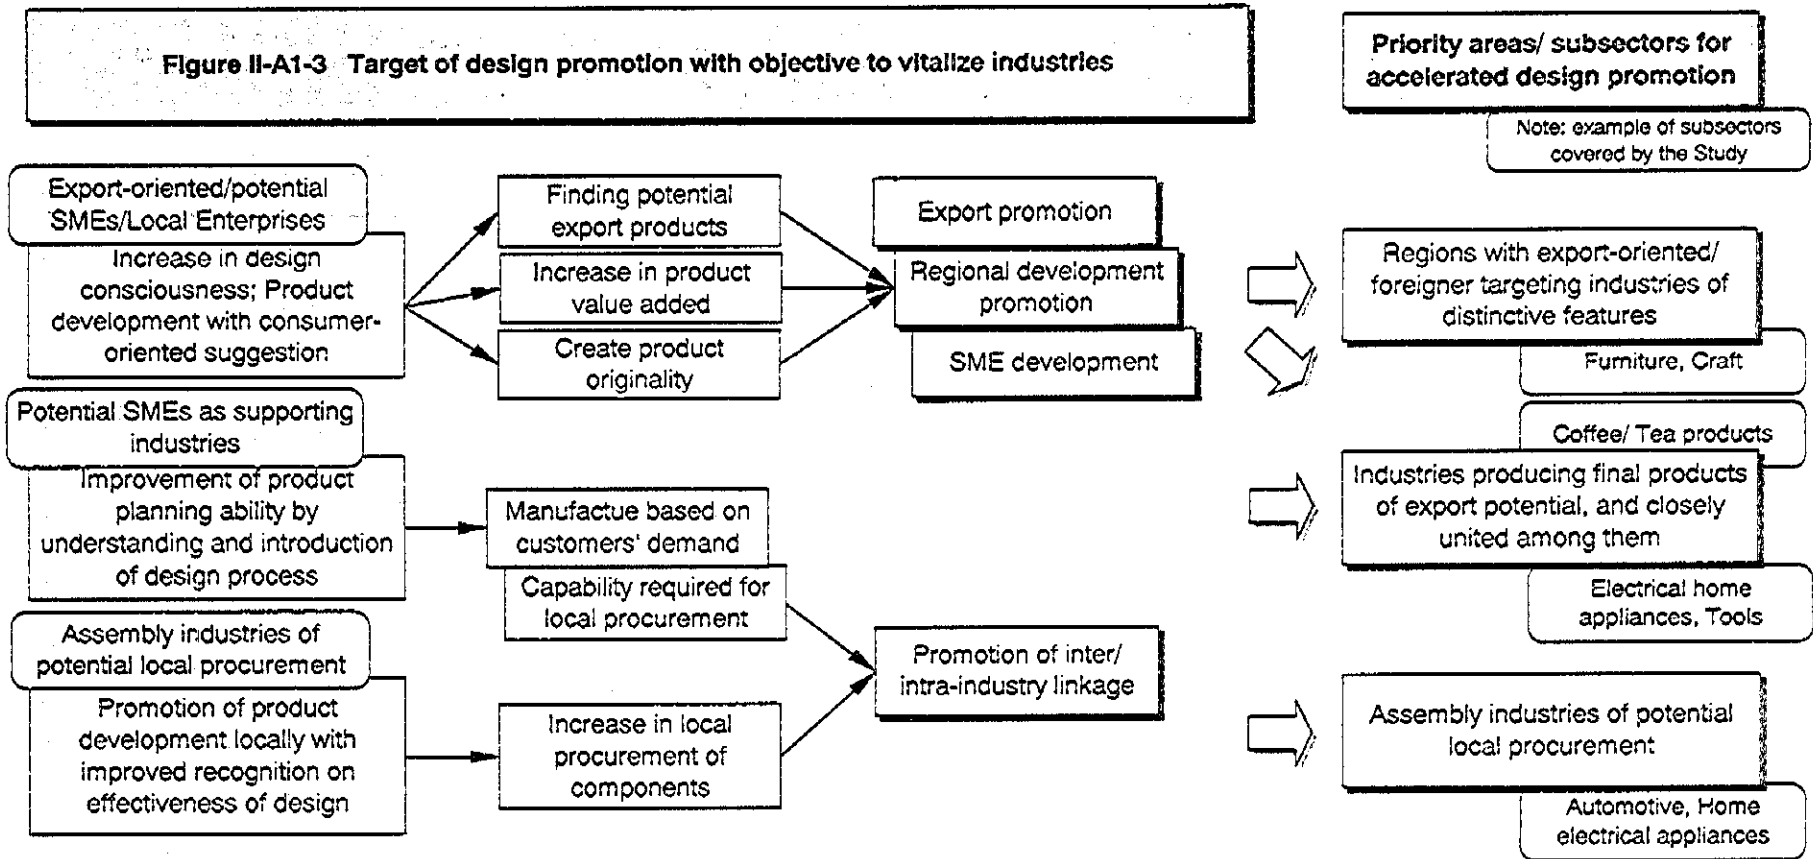 Figure II-A1-3 Target of design promotion with objective to vitalize industries
Priority areas/ subsectors for
accelerated design promotion
Note: example of subsectors
covered by the Study
Export-oriented/potential
SMEs/Local Enterprises
Increase in design
consciousness; Product
development with consumer-
oriented suggestion
Finding potential
export products
Increase in product
value added
Create product
originality
Export promotion
Regional development
promotion
SME development
Regions with export-oriented/
foreigner targeting industries of
distinctive features
Furniture, Craft
Potential SMEs as supporting
industries
Improvement of product
planning ability by
understanding and introduction
of design process
Manufactue based on
customers' demand
Capability required for
local procurement
Coffee/ Tea products
Industries producing final products
of export potential, and closely
united among them
Electrical home
appliances, Tools
Assembly industries of
potential local procurement
Promotion of product
development locally with
improved recognition on
effectiveness of design
Increase in local
procurement of
components
Promotion of inter/
intra-industry linkage
Assembly industries of potential
local procurement
Automotive, Home
electrical appliances